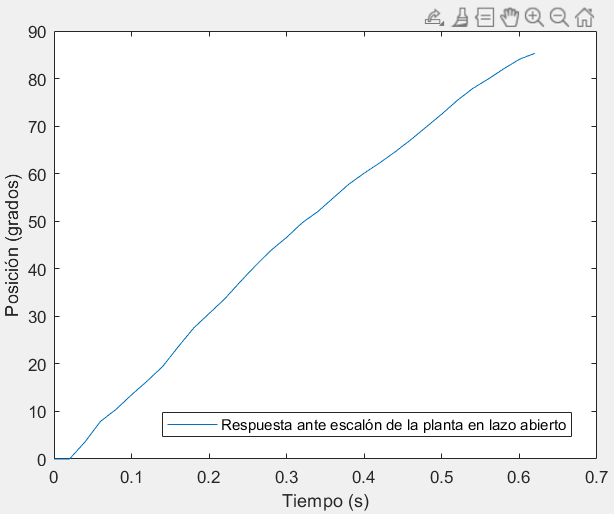 90
80
70
60
50
40
30
20
10
0
Posición (grados)
Respuesta ante escalón de la planta en lazo abierto
0 0.1 0.2 0.3 0.4 0.5 0.6 0.7
Tiempo (s)